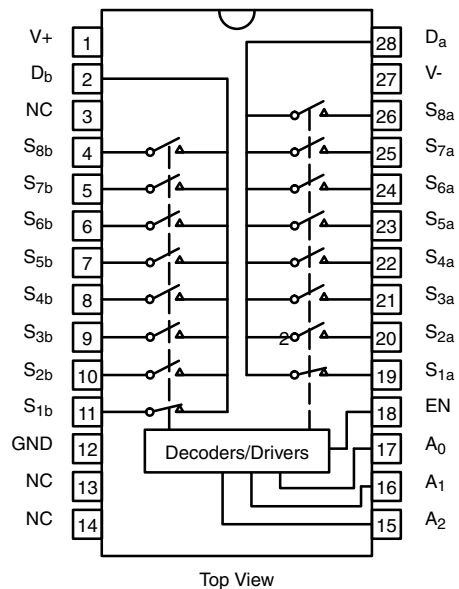 V+ 1 28 Da
Db 2 27 V-
NC 3 26 S8a
S8b 4 25 S7a
S7b 5 24 S6a
S6b 6 23 S5a
S5b 7 22 S4a
S4b 8 21 S3a
S3b 9 2 20 S2a
S2b 10 19 S1a
S1b 11 18 EN
GND 12 Decoders/Drivers 17 A0
NC 13 16 A1
NC 14 15 A2
Top View